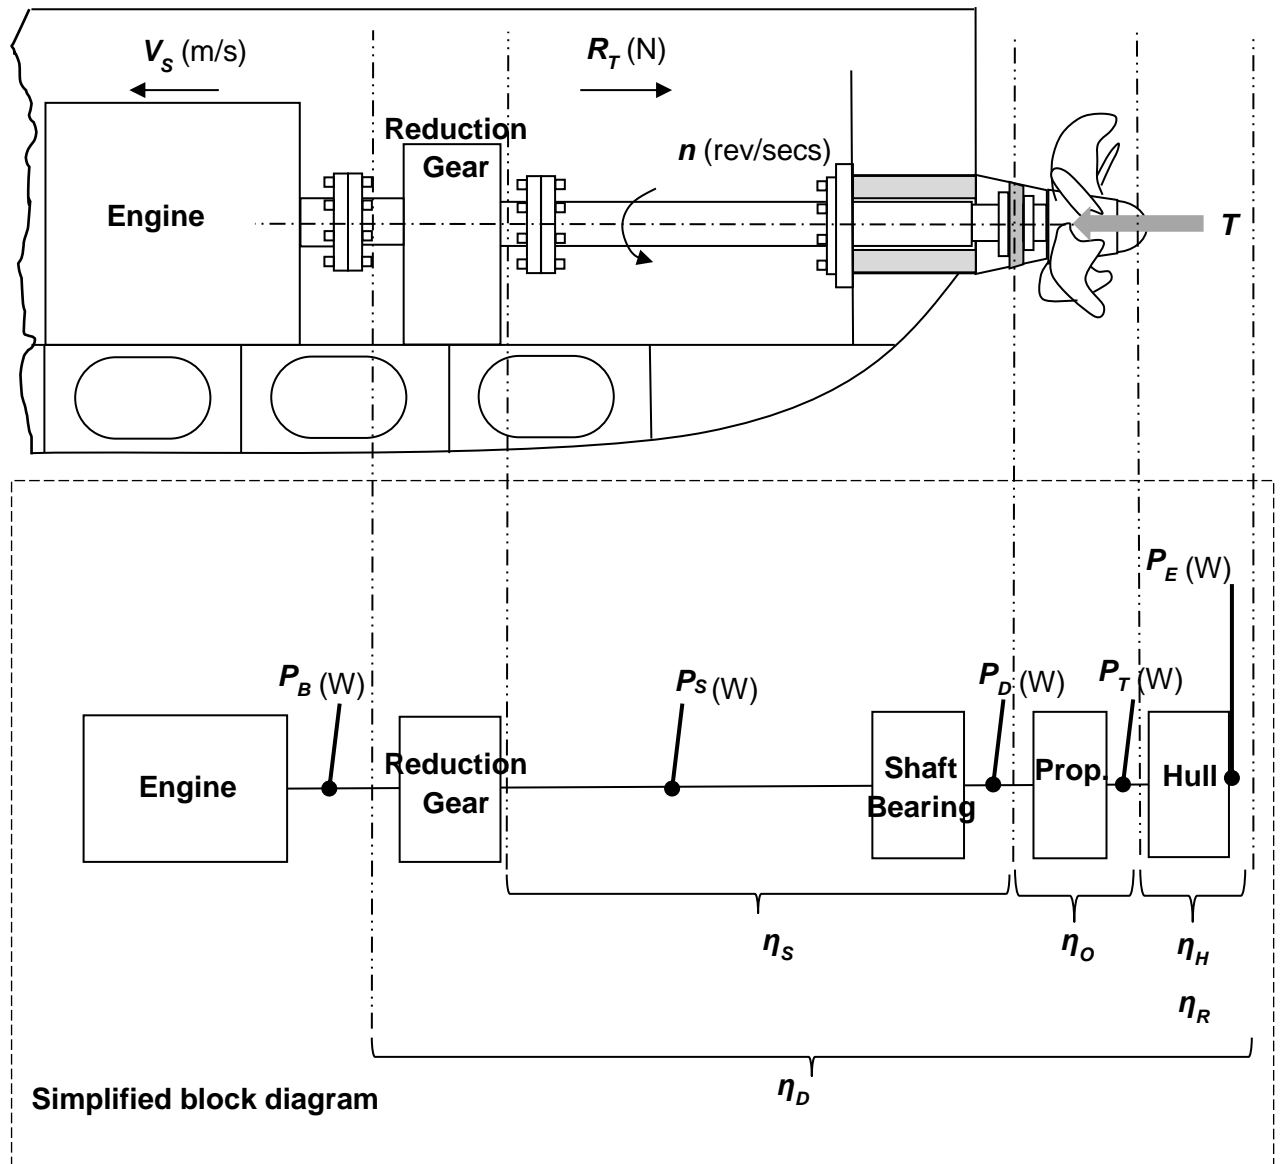 V_S (m/s)
R_T (N)
Reduction
Gear
n (rev/secs)
Engine
T
P_E (W)
P_B (W)
P_S (W)
P_D (W)
P_T (W)
Engine
Reduction
Gear
Shaft
Bearing
Prop.
Hull
η_S
η_O
η_H
η_R
η_D
Simplified block diagram